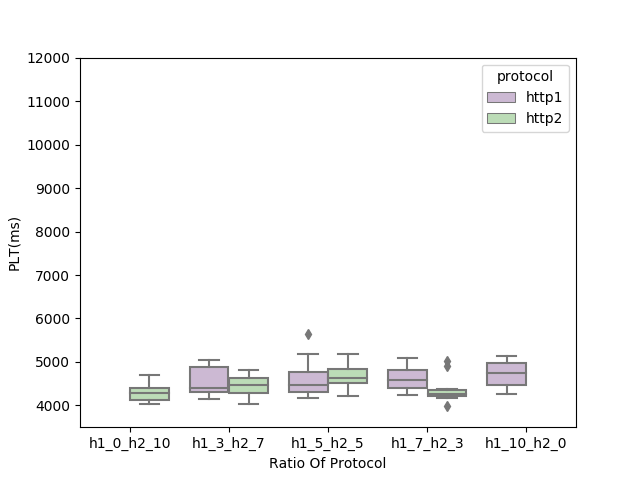 12000
11000
10000
9000
8000
7000
6000
5000
4000
PLT(ms)
protocol
http1
http2
h1_0_h2_10 h1_3_h2_7 h1_5_h2_5 h1_7_h2_3 h1_10_h2_0
Ratio Of Protocol